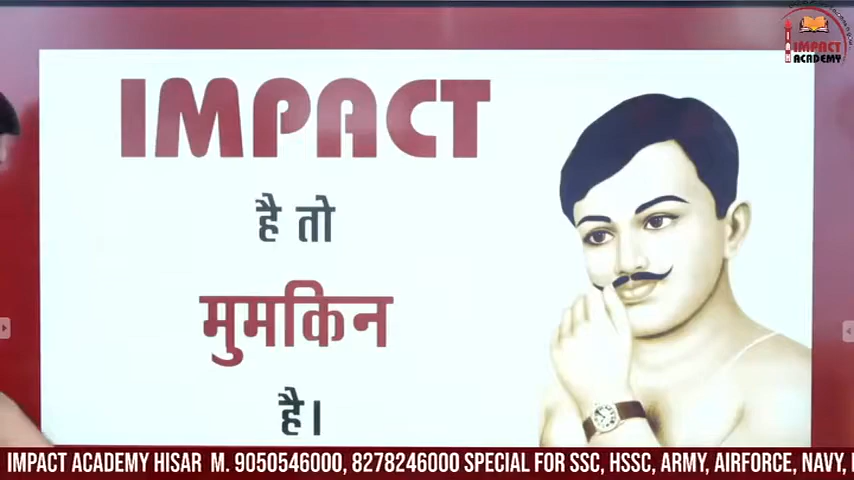 IMPACT
ACADEMY
IMPACT
है तो
मुमकिन
है।
IMPACT ACADEMY HISAR M. 9050546000, 8278246000 SPECIAL FOR SSC, HSSC, ARMY, AIRFORCE, NAVY,